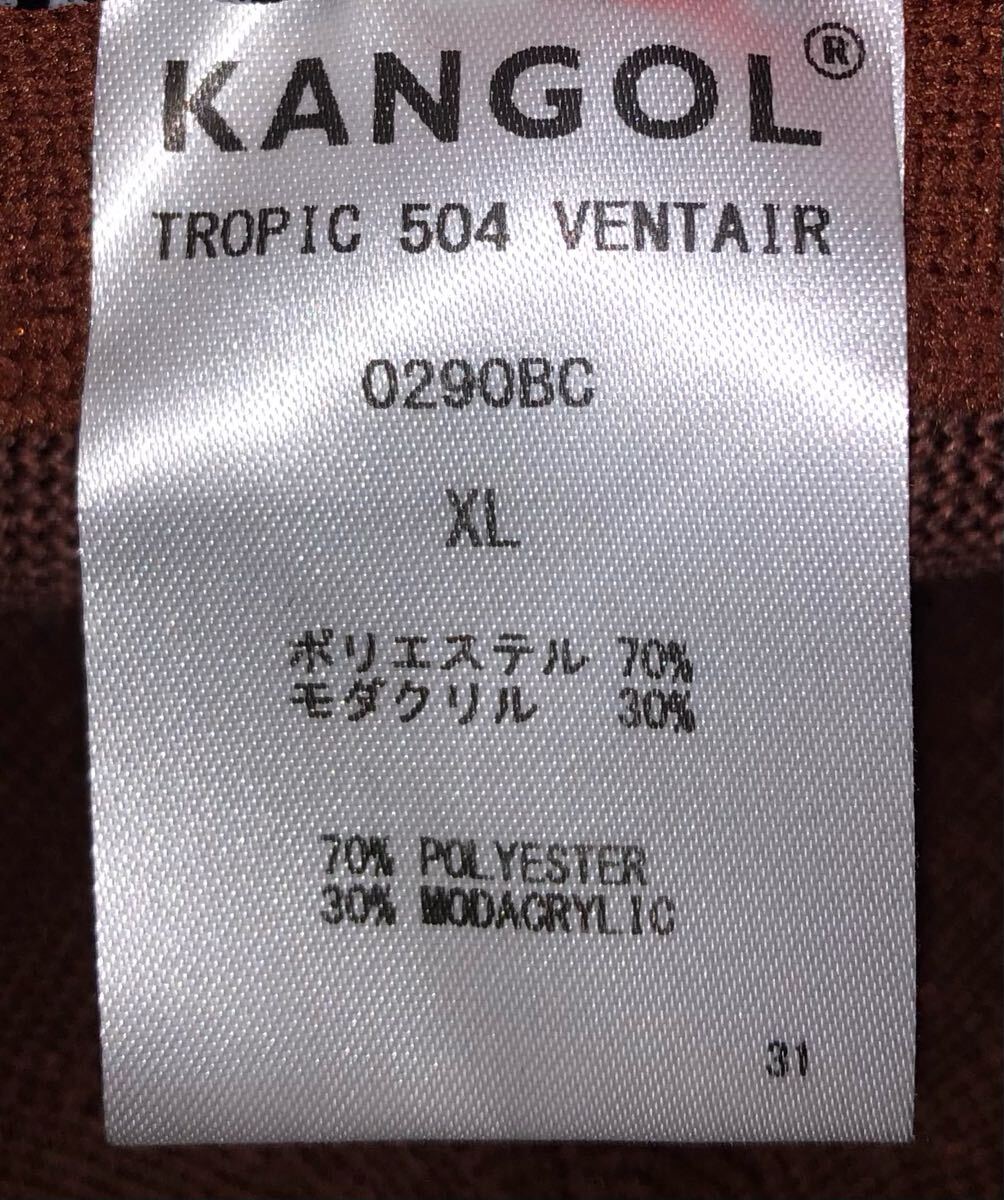 KANGOL®
TROPIC 504 VENTAIR
0290BC
XL
ポリエステル 70%
モダクリル 30%
70% POLYESTER
30% MODACRYLIC
31